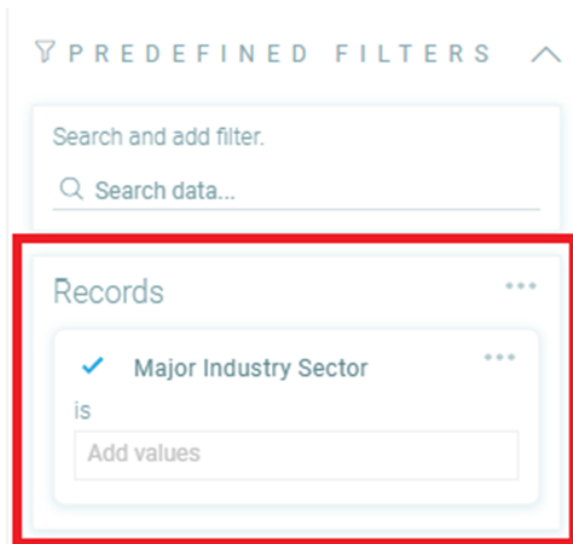 PREDEFINED FILTERS
Search and add filter.
Search data...
Records
Major Industry Sector
is
Add values